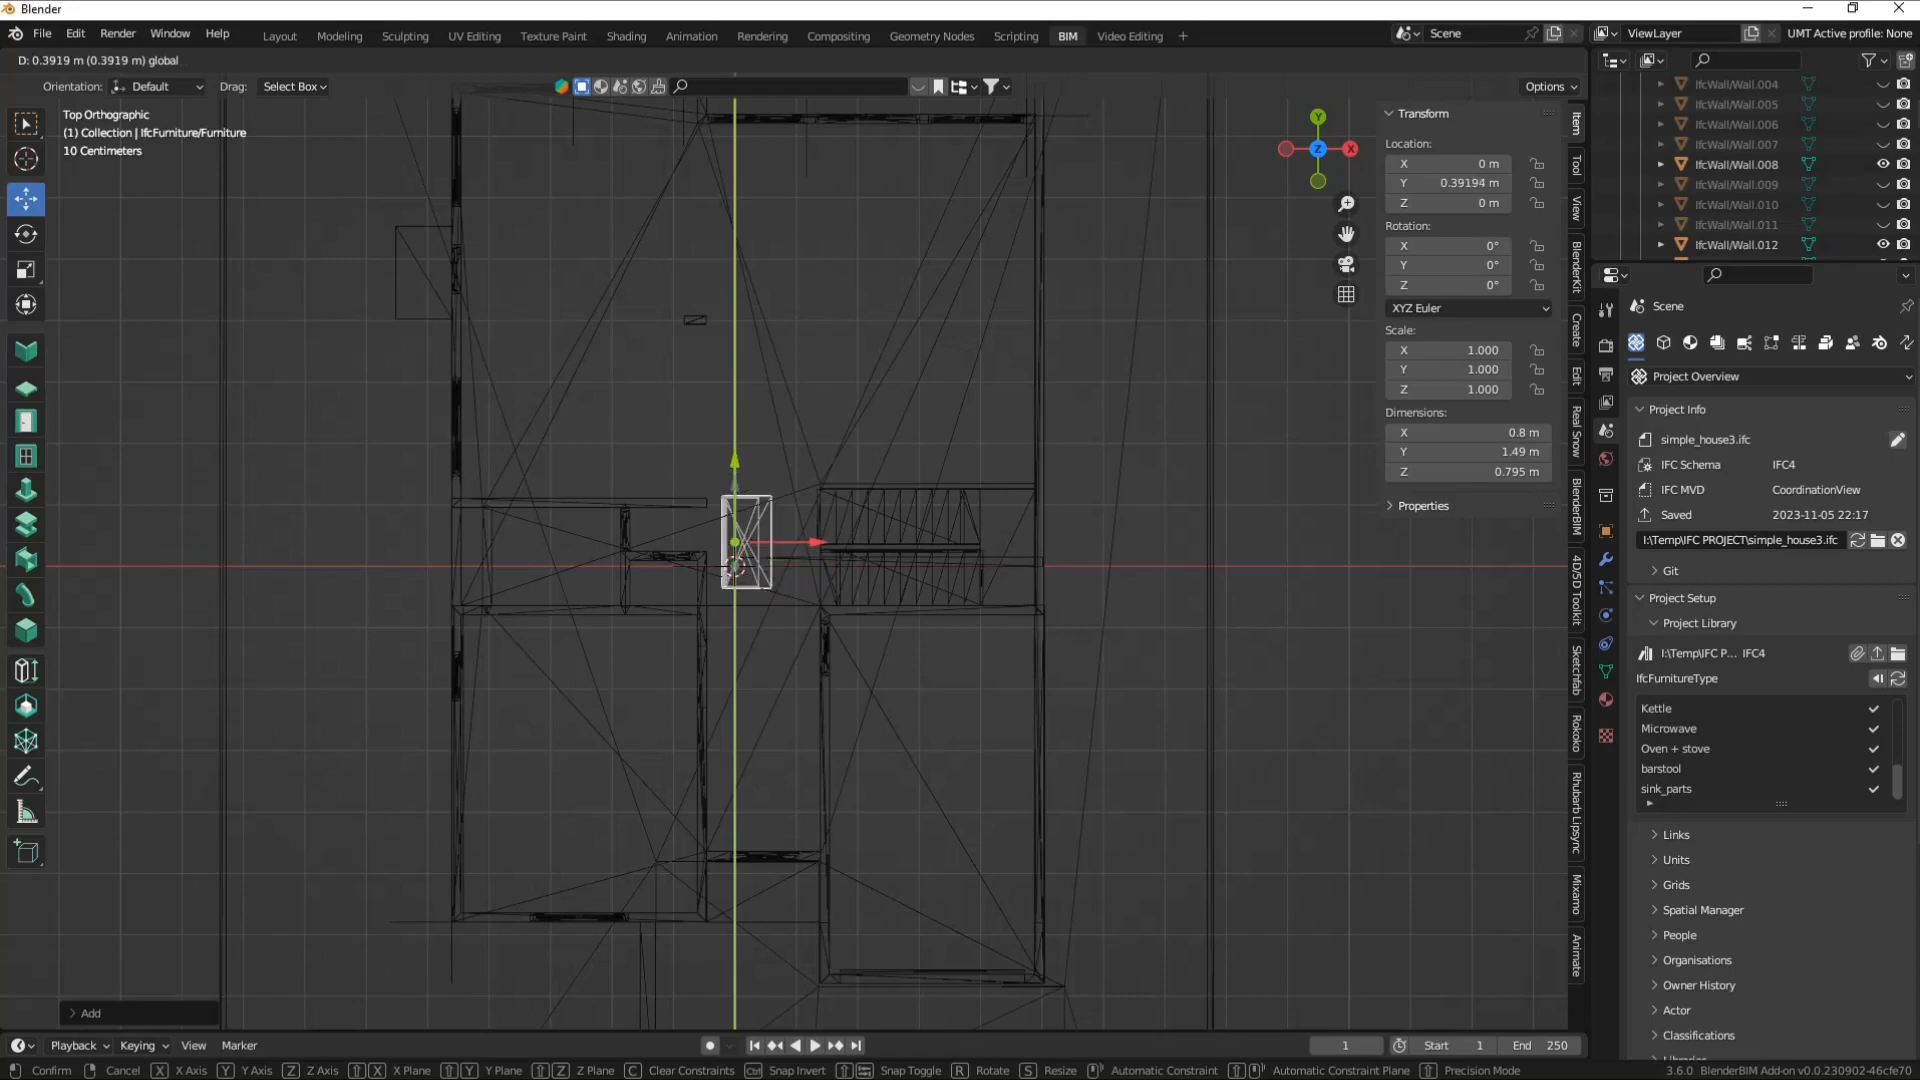 Blender
File Edit Render Window Help Layout Modeling Sculpting UV Editing Texture Paint Shading Animation Rendering Compositing Geometry Nodes Scripting BIM Video Editing Scene ViewLayer UMT Active profile: None
D: 0.3919 m (0.3919 m) global
Orientation: Default Drag: Select Box Options
Top Orthographic
(1) Collection | IfcFurniture/Furniture
10 Centimeters
Y
X
Z
Transform
Location:
X 0 m
Y 0.39194 m
Z 0 m
Rotation:
X 0°
Y 0°
Z 0°
XYZ Euler
Scale:
X 1.000
Y 1.000
Z 1.000
Dimensions:
X 0.8 m
Y 1.49 m
Z 0.795 m
Properties
Item
Tool
View
BlenderKit
Create
Edit
Real Snow
BlenderBIM
4D/5D Toolkit
Sketchfab
Rokoko
Rhubarb Lipsync
Mixamo
Animate
IfcWall/Wall.004
IfcWall/Wall.005
IfcWall/Wall.006
IfcWall/Wall.007
IfcWall/Wall.008
IfcWall/Wall.009
IfcWall/Wall.010
IfcWall/Wall.011
IfcWall/Wall.012
Scene
Project Overview
Project Info
simple_house3.ifc
IFC Schema IFC4
IFC MVD CoordinationView
Saved 2023-11-05 22:17
I:\Temp\IFC PROJECT\simple_house3.ifc
Git
Project Setup
Project Library
I:\Temp\IFC P... IFC4
IfcFurnitureType
Kettle
Microwave
Oven + stove
barstool
sink_parts
Links
Units
Grids
Spatial Manager
People
Organisations
Owner History
Actor
Classifications
Add
Playback Keying View Marker 1 Start 1 End 250
Confirm Cancel X X Axis Y Y Axis Z Z Axis X X Plane Y Y Plane Z Z Plane C Clear Constraints Ctrl Snap Invert Snap Toggle R Rotate S Resize Automatic Constraint Automatic Constraint Plane Precision Mode 3.6.0 BlenderBIM Add-on v0.0.230902-46cfe70